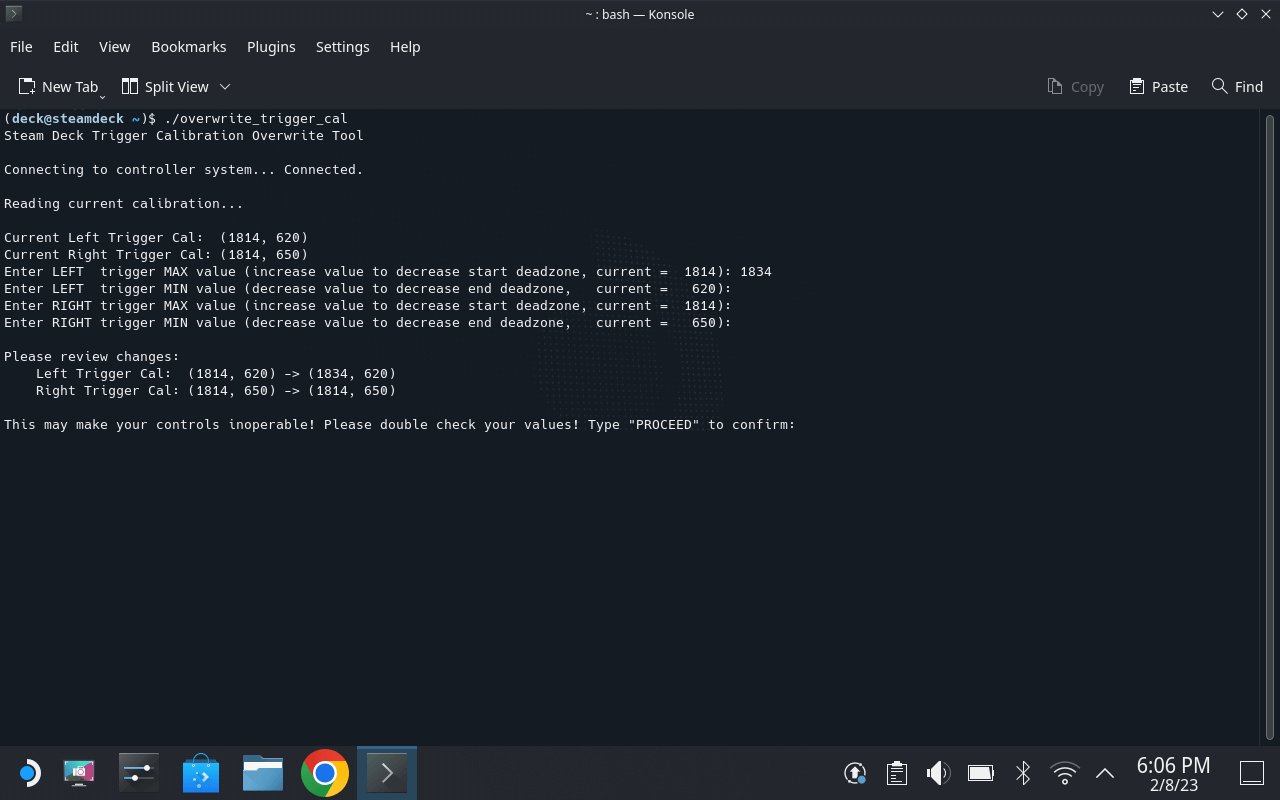 ~ : bash — Konsole
File Edit View Bookmarks Plugins Settings Help
New Tab Split View Copy Paste Find
(deck@steamdeck ~)$ ./overwrite_trigger_cal
Steam Deck Trigger Calibration Overwrite Tool
Connecting to controller system... Connected.
Reading current calibration...
Current Left Trigger Cal:  (1814, 620)
Current Right Trigger Cal: (1814, 650)
Enter LEFT  trigger MAX value (increase value to decrease start deadzone, current =  1814): 1834
Enter LEFT  trigger MIN value (decrease value to decrease end deadzone,   current =   620):
Enter RIGHT trigger MAX value (increase value to decrease start deadzone, current =  1814):
Enter RIGHT trigger MIN value (decrease value to decrease end deadzone,   current =   650):
Please review changes:
    Left Trigger Cal:  (1814, 620) -> (1834, 620)
    Right Trigger Cal: (1814, 650) -> (1814, 650)
This may make your controls inoperable! Please double check your values! Type "PROCEED" to confirm:
6:06 PM
2/8/23